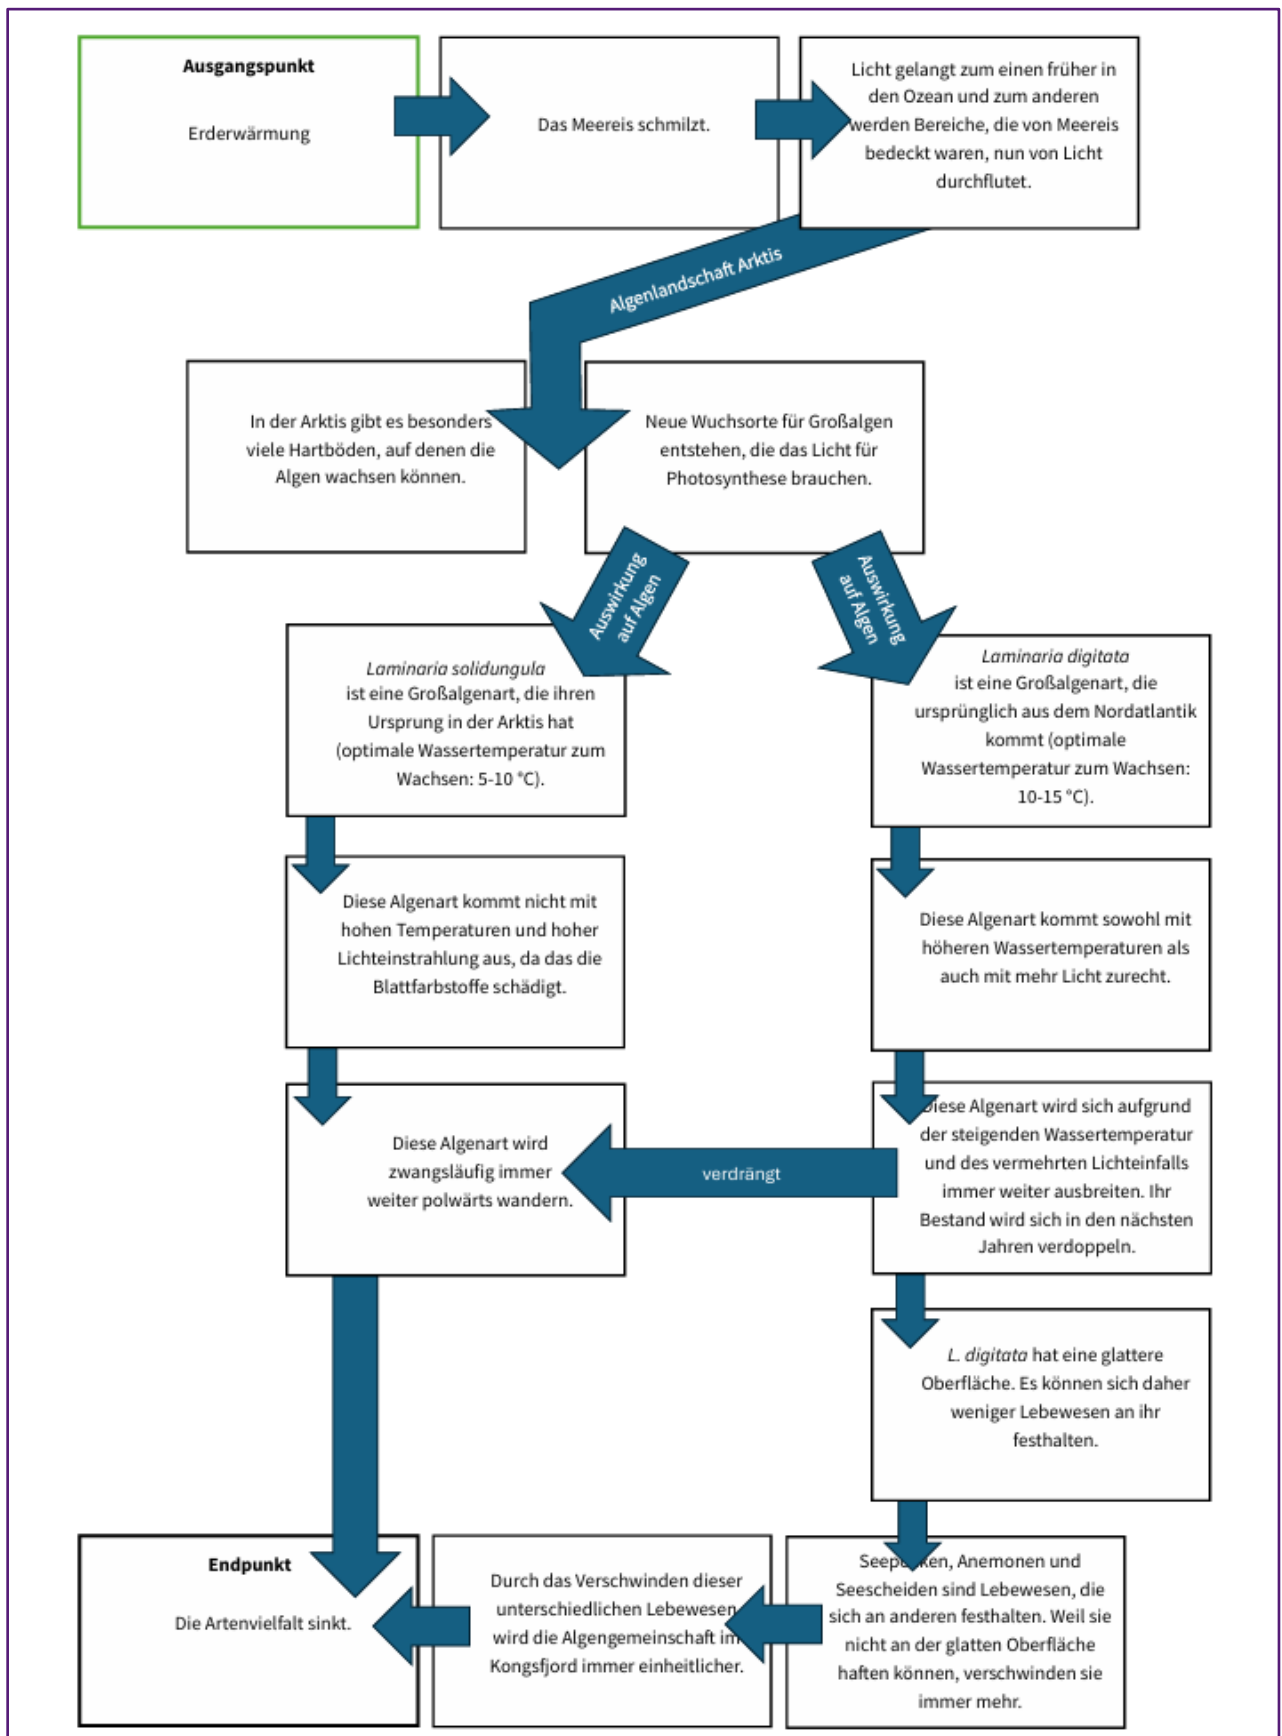 Ausgangspunkt
Erderwärmung
Das Meereis schmilzt.
Licht gelangt zum einen früher in
den Ozean und zum anderen
werden Bereiche, die von Meereis
bedeckt waren, nun von Licht
durchflutet.
Algenlandschaft Arktis
In der Arktis gibt es besonders
viele Hartböden, auf denen die
Algen wachsen können.
Neue Wuchsorte für Großalgen
entstehen, die das Licht für
Photosynthese brauchen.
Auswirkung
auf Algen
Auswirkung
auf Algen
Laminaria solidungula
ist eine Großalgenart, die ihren
Ursprung in der Arktis hat
(optimale Wassertemperatur zum
Wachsen: 5-10 °C).
Laminaria digitata
ist eine Großalgenart, die
ursprünglich aus dem Nordatlantik
kommt (optimale
Wassertemperatur zum Wachsen:
10-15 °C).
Diese Algenart kommt nicht mit
hohen Temperaturen und hoher
Lichteinstrahlung aus, da das die
Blattfarbstoffe schädigt.
Diese Algenart kommt sowohl mit
höheren Wassertemperaturen als
auch mit mehr Licht zurecht.
Diese Algenart wird
zwangsläufig immer
weiter polwärts wandern.
verdrängt
Diese Algenart wird sich aufgrund
der steigenden Wassertemperatur
und des vermehrten Lichteinfalls
immer weiter ausbreiten. Ihr
Bestand wird sich in den nächsten
Jahren verdoppeln.
L. digitata hat eine glattere
Oberfläche. Es können sich daher
weniger Lebewesen an ihr
festhalten.
Endpunkt
Die Artenvielfalt sinkt.
Durch das Verschwinden dieser
unterschiedlichen Lebewesen
wird die Algengemeinschaft im
Kongsfjord immer einheitlicher.
Seepocken, Anemonen und
Seescheiden sind Lebewesen, die
sich an anderen festhalten. Weil sie
nicht an der glatten Oberfläche
haften können, verschwinden sie
immer mehr.